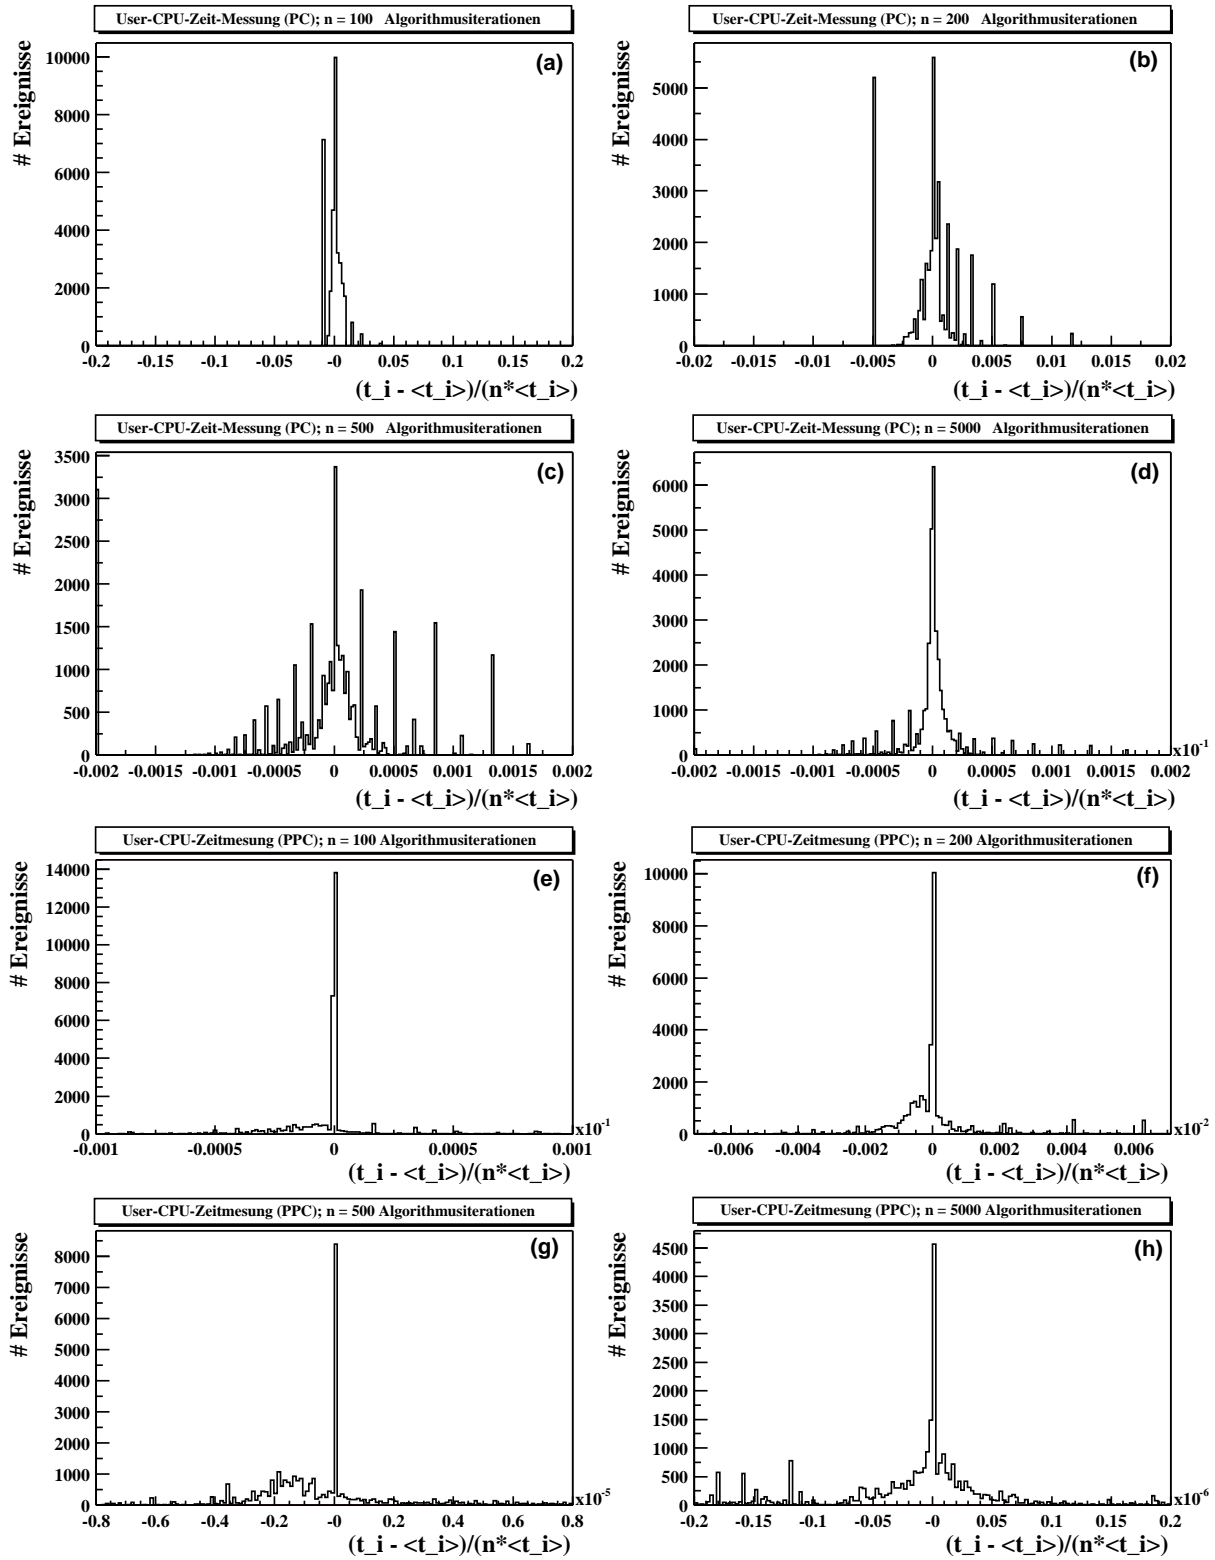 User-CPU-Zeit-Messung (PC); n = 100 Algorithmusiterationen
(a)
# Ereignisse
10000
8000
6000
4000
2000
0
-0.2 -0.15 -0.1 -0.05 -0 0.05 0.1 0.15 0.2
(t_i - <t_i>)/(n*<t_i>)
User-CPU-Zeit-Messung (PC); n = 200 Algorithmusiterationen
(b)
# Ereignisse
5000
4000
3000
2000
1000
0
-0.02 -0.015 -0.01 -0.005 0 0.005 0.01 0.015 0.02
(t_i - <t_i>)/(n*<t_i>)
User-CPU-Zeit-Messung (PC); n = 500 Algorithmusiterationen
(c)
# Ereignisse
3500
3000
2500
2000
1500
1000
500
0
-0.002 -0.0015 -0.001 -0.0005 0 0.0005 0.001 0.0015 0.002
(t_i - <t_i>)/(n*<t_i>)
User-CPU-Zeit-Messung (PC); n = 5000 Algorithmusiterationen
(d)
# Ereignisse
6000
5000
4000
3000
2000
1000
0
x10-1
-0.002 -0.0015 -0.001 -0.0005 0 0.0005 0.001 0.0015 0.002
(t_i - <t_i>)/(n*<t_i>)
User-CPU-Zeitmesung (PPC); n = 100 Algorithmusiterationen
(e)
# Ereignisse
14000
12000
10000
8000
6000
4000
2000
0
x10-1
-0.001 -0.0005 0 0.0005 0.001
(t_i - <t_i>)/(n*<t_i>)
User-CPU-Zeitmesung (PPC); n = 200 Algorithmusiterationen
(f)
# Ereignisse
10000
8000
6000
4000
2000
0
x10-2
-0.006 -0.004 -0.002 0 0.002 0.004 0.006
(t_i - <t_i>)/(n*<t_i>)
User-CPU-Zeitmesung (PPC); n = 500 Algorithmusiterationen
(g)
# Ereignisse
8000
7000
6000
5000
4000
3000
2000
1000
0
x10-5
-0.8 -0.6 -0.4 -0.2 -0 0.2 0.4 0.6 0.8
(t_i - <t_i>)/(n*<t_i>)
User-CPU-Zeitmesung (PPC); n = 5000 Algorithmusiterationen
(h)
# Ereignisse
4500
4000
3500
3000
2500
2000
1500
1000
500
0
x10-6
-0.2 -0.15 -0.1 -0.05 -0 0.05 0.1 0.15 0.2
(t_i - <t_i>)/(n*<t_i>)